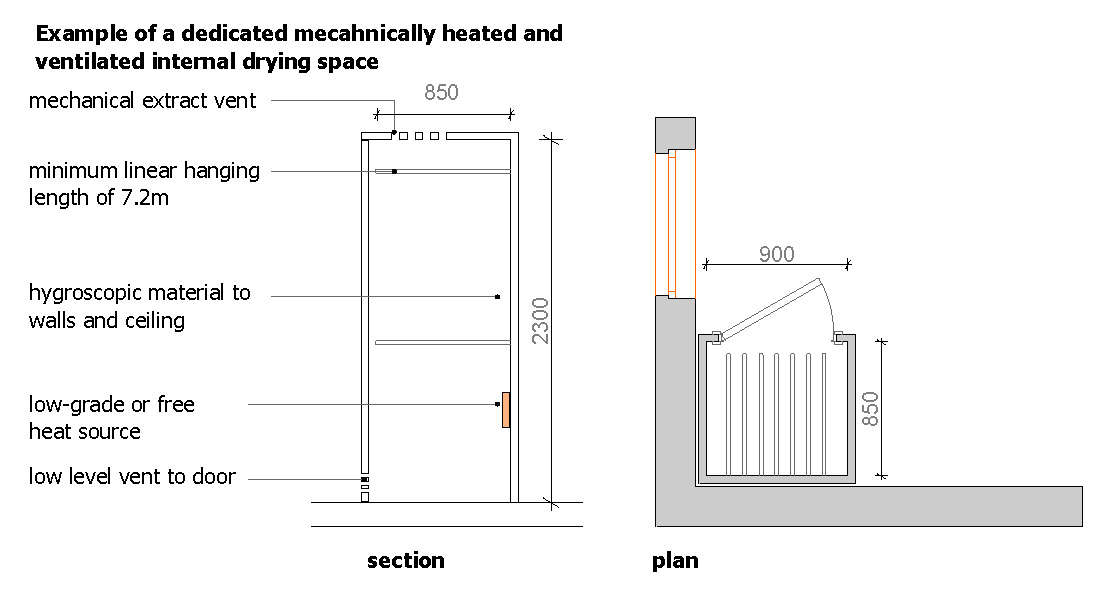 Example of a dedicated mecahnically heated and
ventilated internal drying space
mechanical extract vent
850
minimum linear hanging
length of 7.2m
900
hygroscopic material to
walls and ceiling
2300
low-grade or free
heat source
850
low level vent to door
section
plan